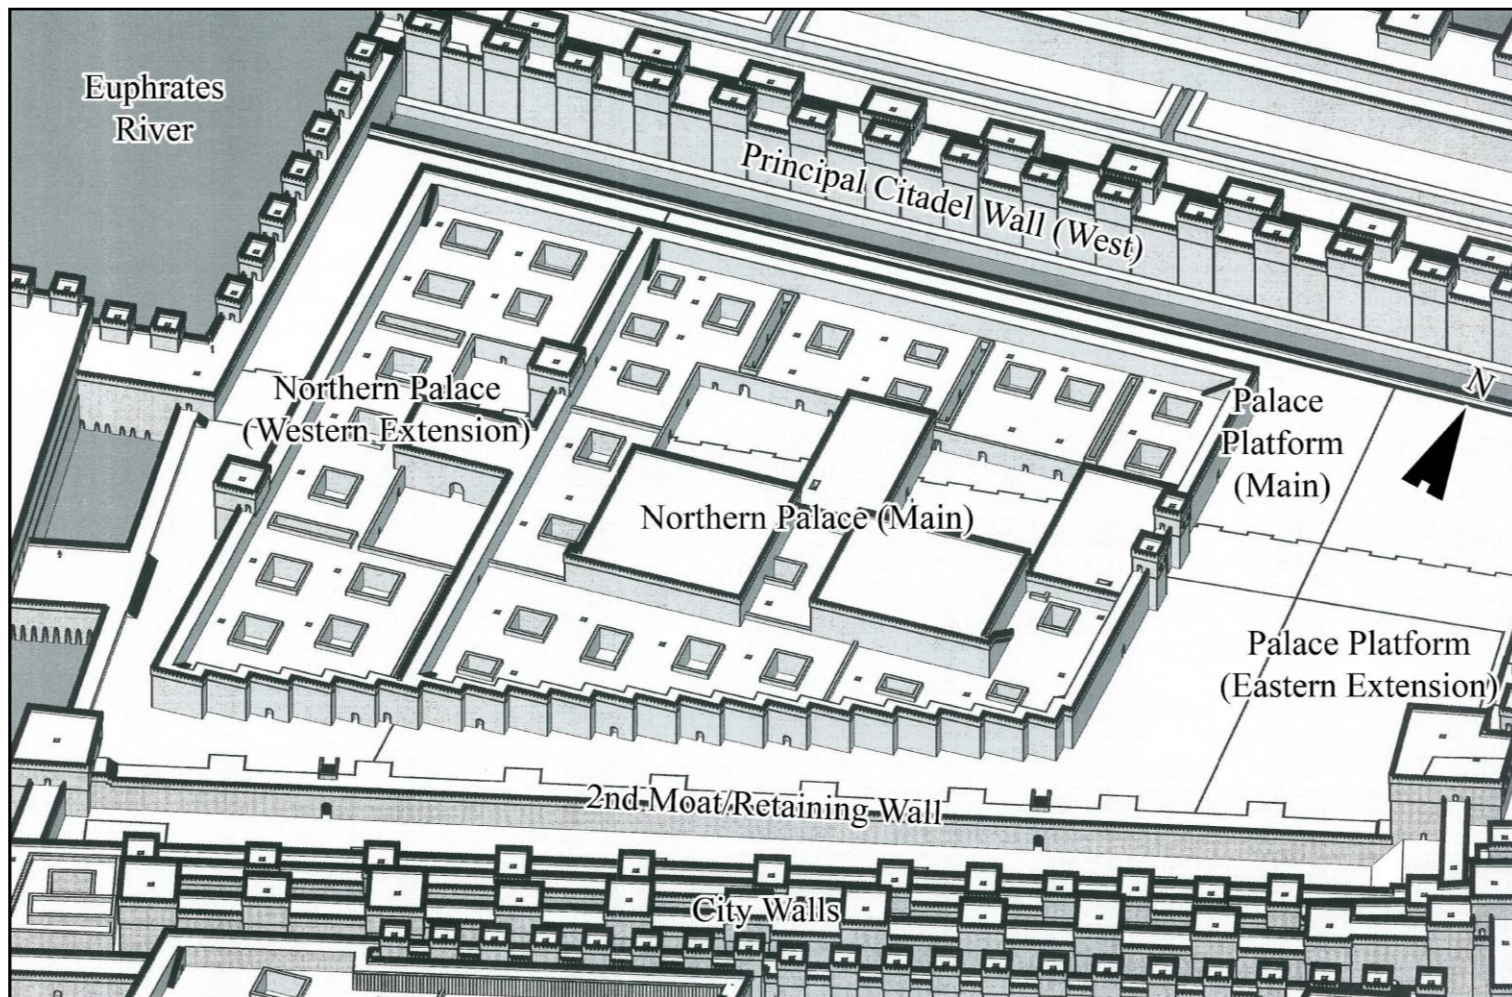 Euphrates
River
Principal Citadel Wall (West)
N
Northern Palace
(Western Extension)
Palace
Platform
(Main)
Northern Palace (Main)
Palace Platform
(Eastern Extension)
2nd Moat/Retaining Wall
City Walls